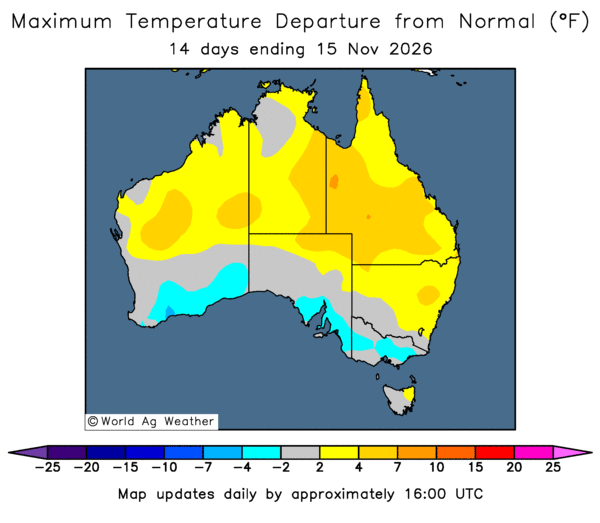 Maximum Temperature Departure from Normal (°F)
14 days ending 15 Nov 2026
©World Ag Weather
-25 -20 -15 -10 -7 -4 -2 2 4 7 10 15 20 25
Map updates daily by approximately 16:00 UTC